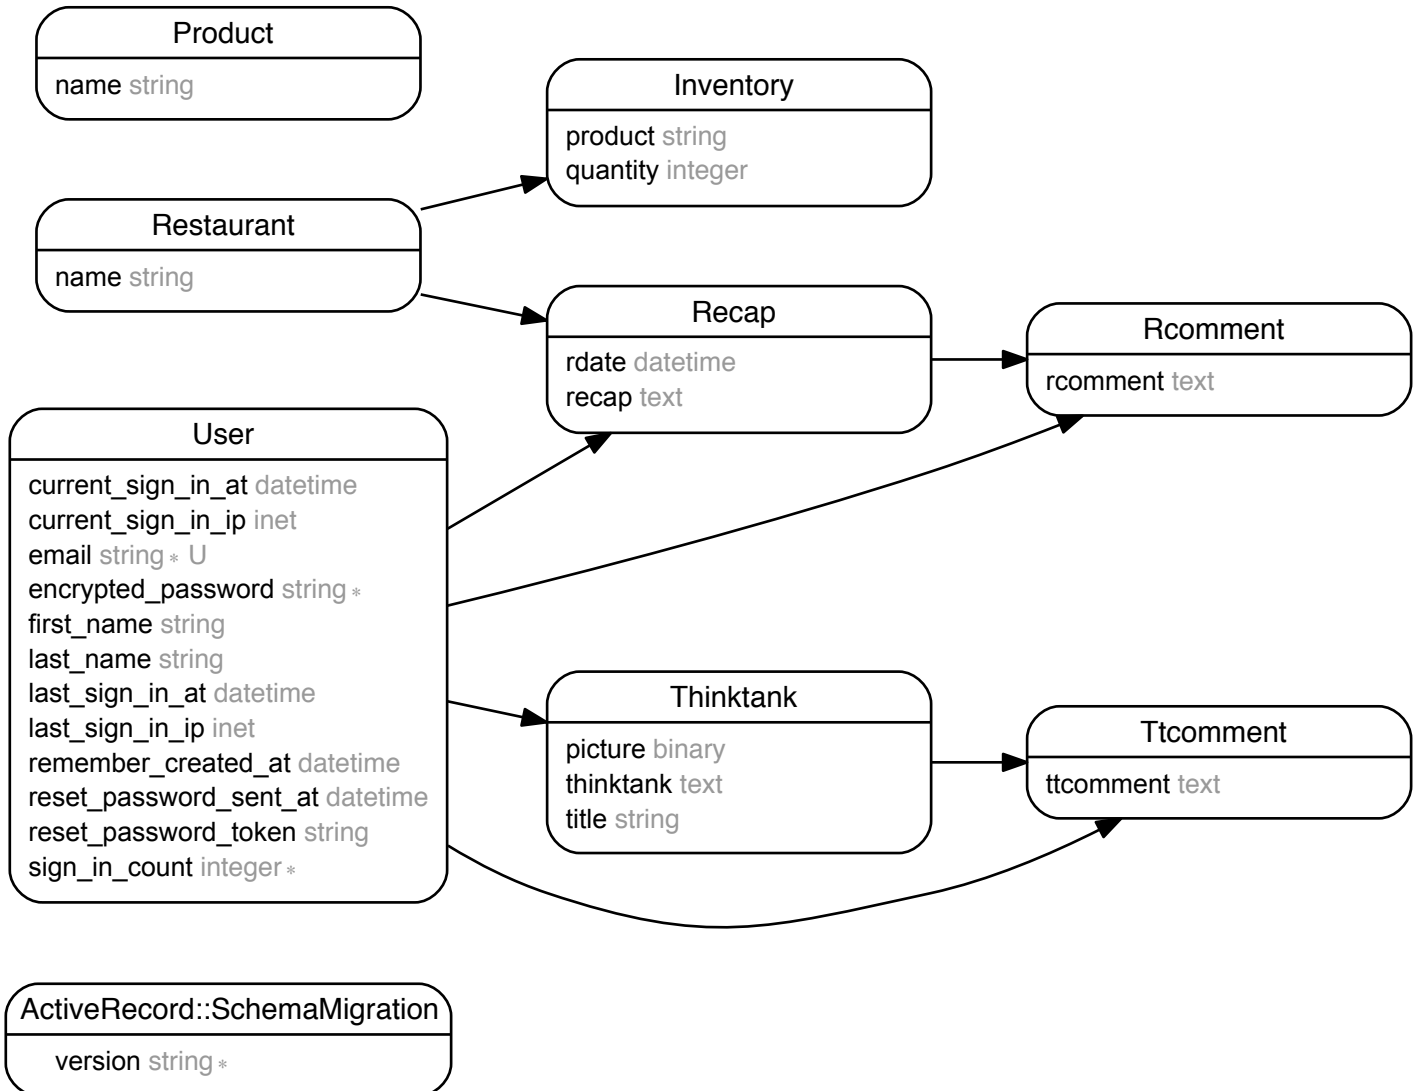 Product
name string
Inventory
product string
quantity integer
Restaurant
name string
Recap
rdate datetime
recap text
Rcomment
rcomment text
User
current_sign_in_at datetime
current_sign_in_ip inet
email string * U
encrypted_password string *
first_name string
last_name string
last_sign_in_at datetime
last_sign_in_ip inet
remember_created_at datetime
reset_password_sent_at datetime
reset_password_token string
sign_in_count integer *
Thinktank
picture binary
thinktank text
title string
Ttcomment
ttcomment text
ActiveRecord::SchemaMigration
version string *